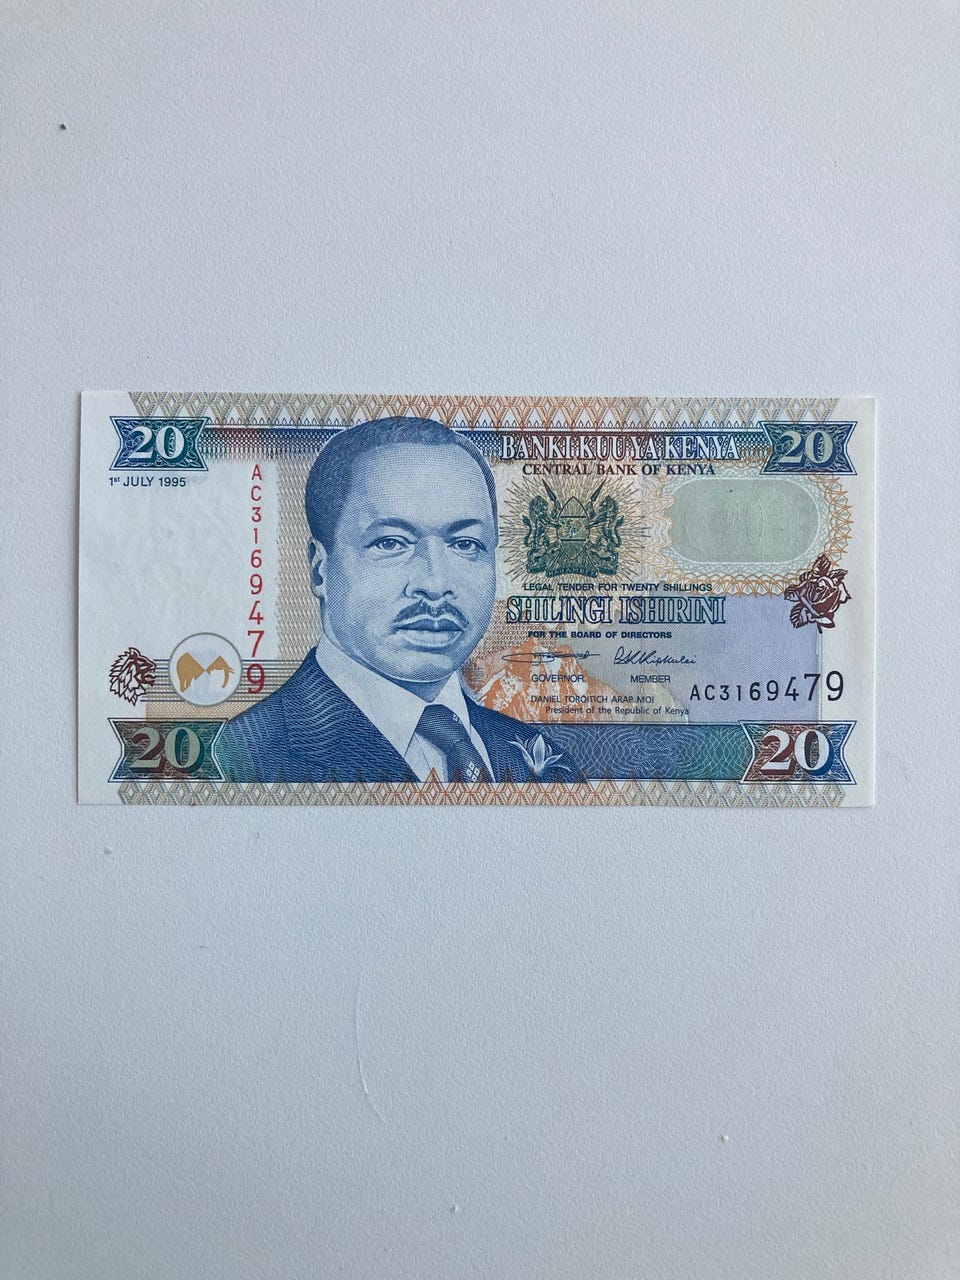 20
BANKI KUU YA KENYA
20
CENTRAL BANK OF KENYA
1st JULY 1995
AC3169479
HARAMBEE
LEGAL TENDER FOR TWENTY SHILLINGS
SHILINGI ISHIRINI
FOR THE BOARD OF DIRECTORS
GOVERNOR
MEMBER
AC3169479
DANIEL TOROITICH ARAP MOI
President of the Republic of Kenya
20
20